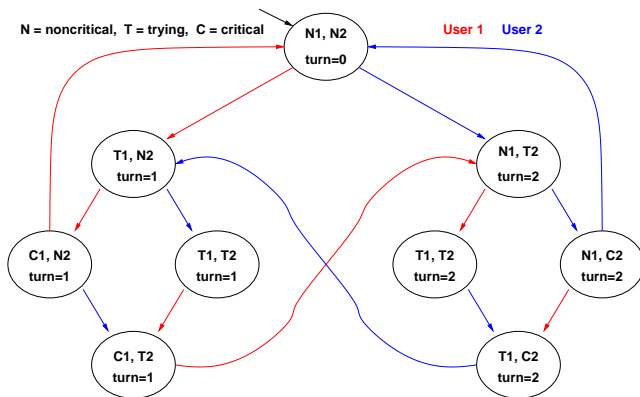 N = noncritical, T = trying, C = critical
User 1 User 2
N1, N2
turn=0
T1, N2
turn=1
N1, T2
turn=2
C1, N2
turn=1
T1, T2
turn=1
T1, T2
turn=2
N1, C2
turn=2
C1, T2
turn=1
T1, C2
turn=2